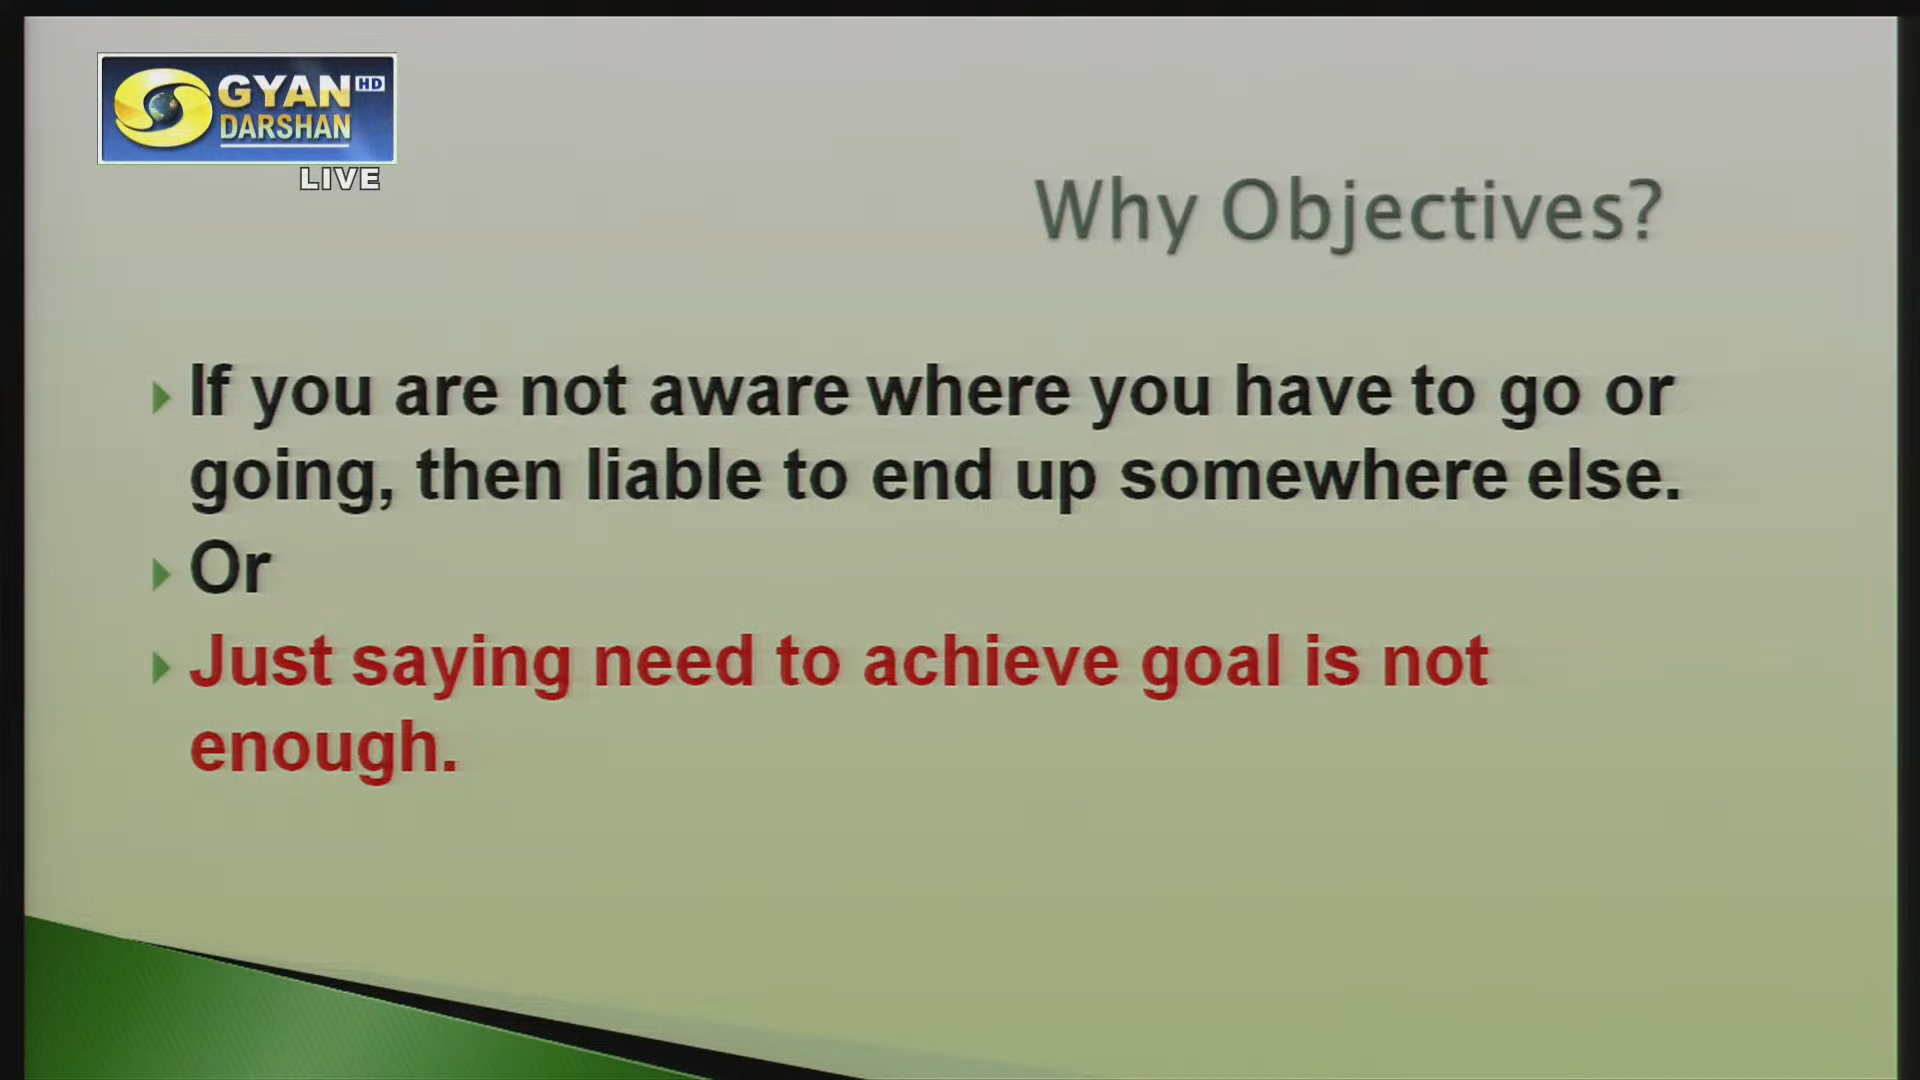 GYAN HD
DARSHAN
LIVE
Why Objectives?
If you are not aware where you have to go or
going, then liable to end up somewhere else.
Or
Just saying need to achieve goal is not
enough.